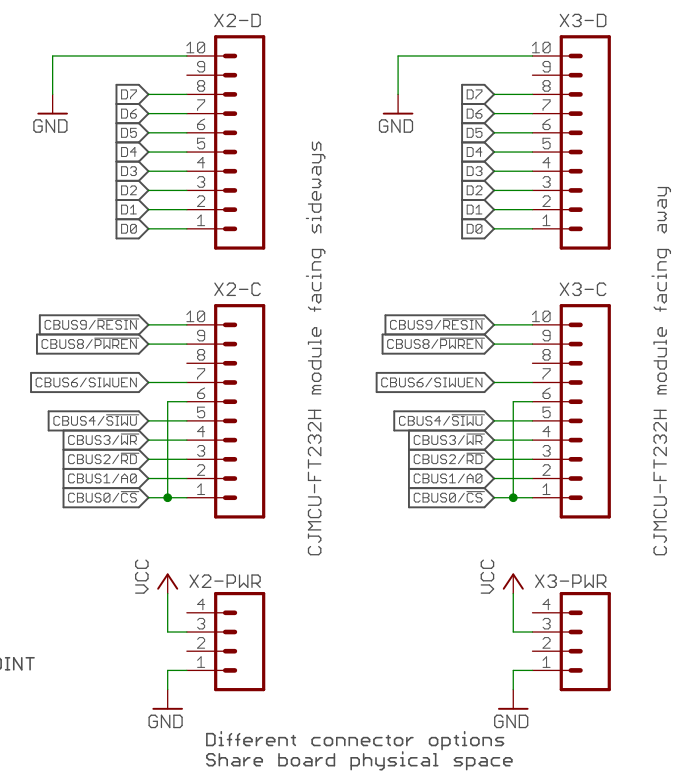 X2-D
10
9
D7 8
D6 7
D5 6
D4 5
D3 4
D2 3
D1 2
D0 1
GND
X2-C
CBUS9/RESIN 10
CBUS8/PWREN 9
8
CBUS6/SIWUEN 7
6
CBUS4/SIWU 5
CBUS3/WR 4
CBUS2/RD 3
CBUS1/A0 2
CBUS0/CS 1
VCC
X2-PWR
4
3
2
1
GND
CJMCU-FT232H module facing sideways
X3-D
10
9
D7 8
D6 7
D5 6
D4 5
D3 4
D2 3
D1 2
D0 1
GND
X3-C
CBUS9/RESIN 10
CBUS8/PWREN 9
8
CBUS6/SIWUEN 7
6
CBUS4/SIWU 5
CBUS3/WR 4
CBUS2/RD 3
CBUS1/A0 2
CBUS0/CS 1
VCC
X3-PWR
4
3
2
1
GND
CJMCU-FT232H module facing away
Different connector options
Share board physical space